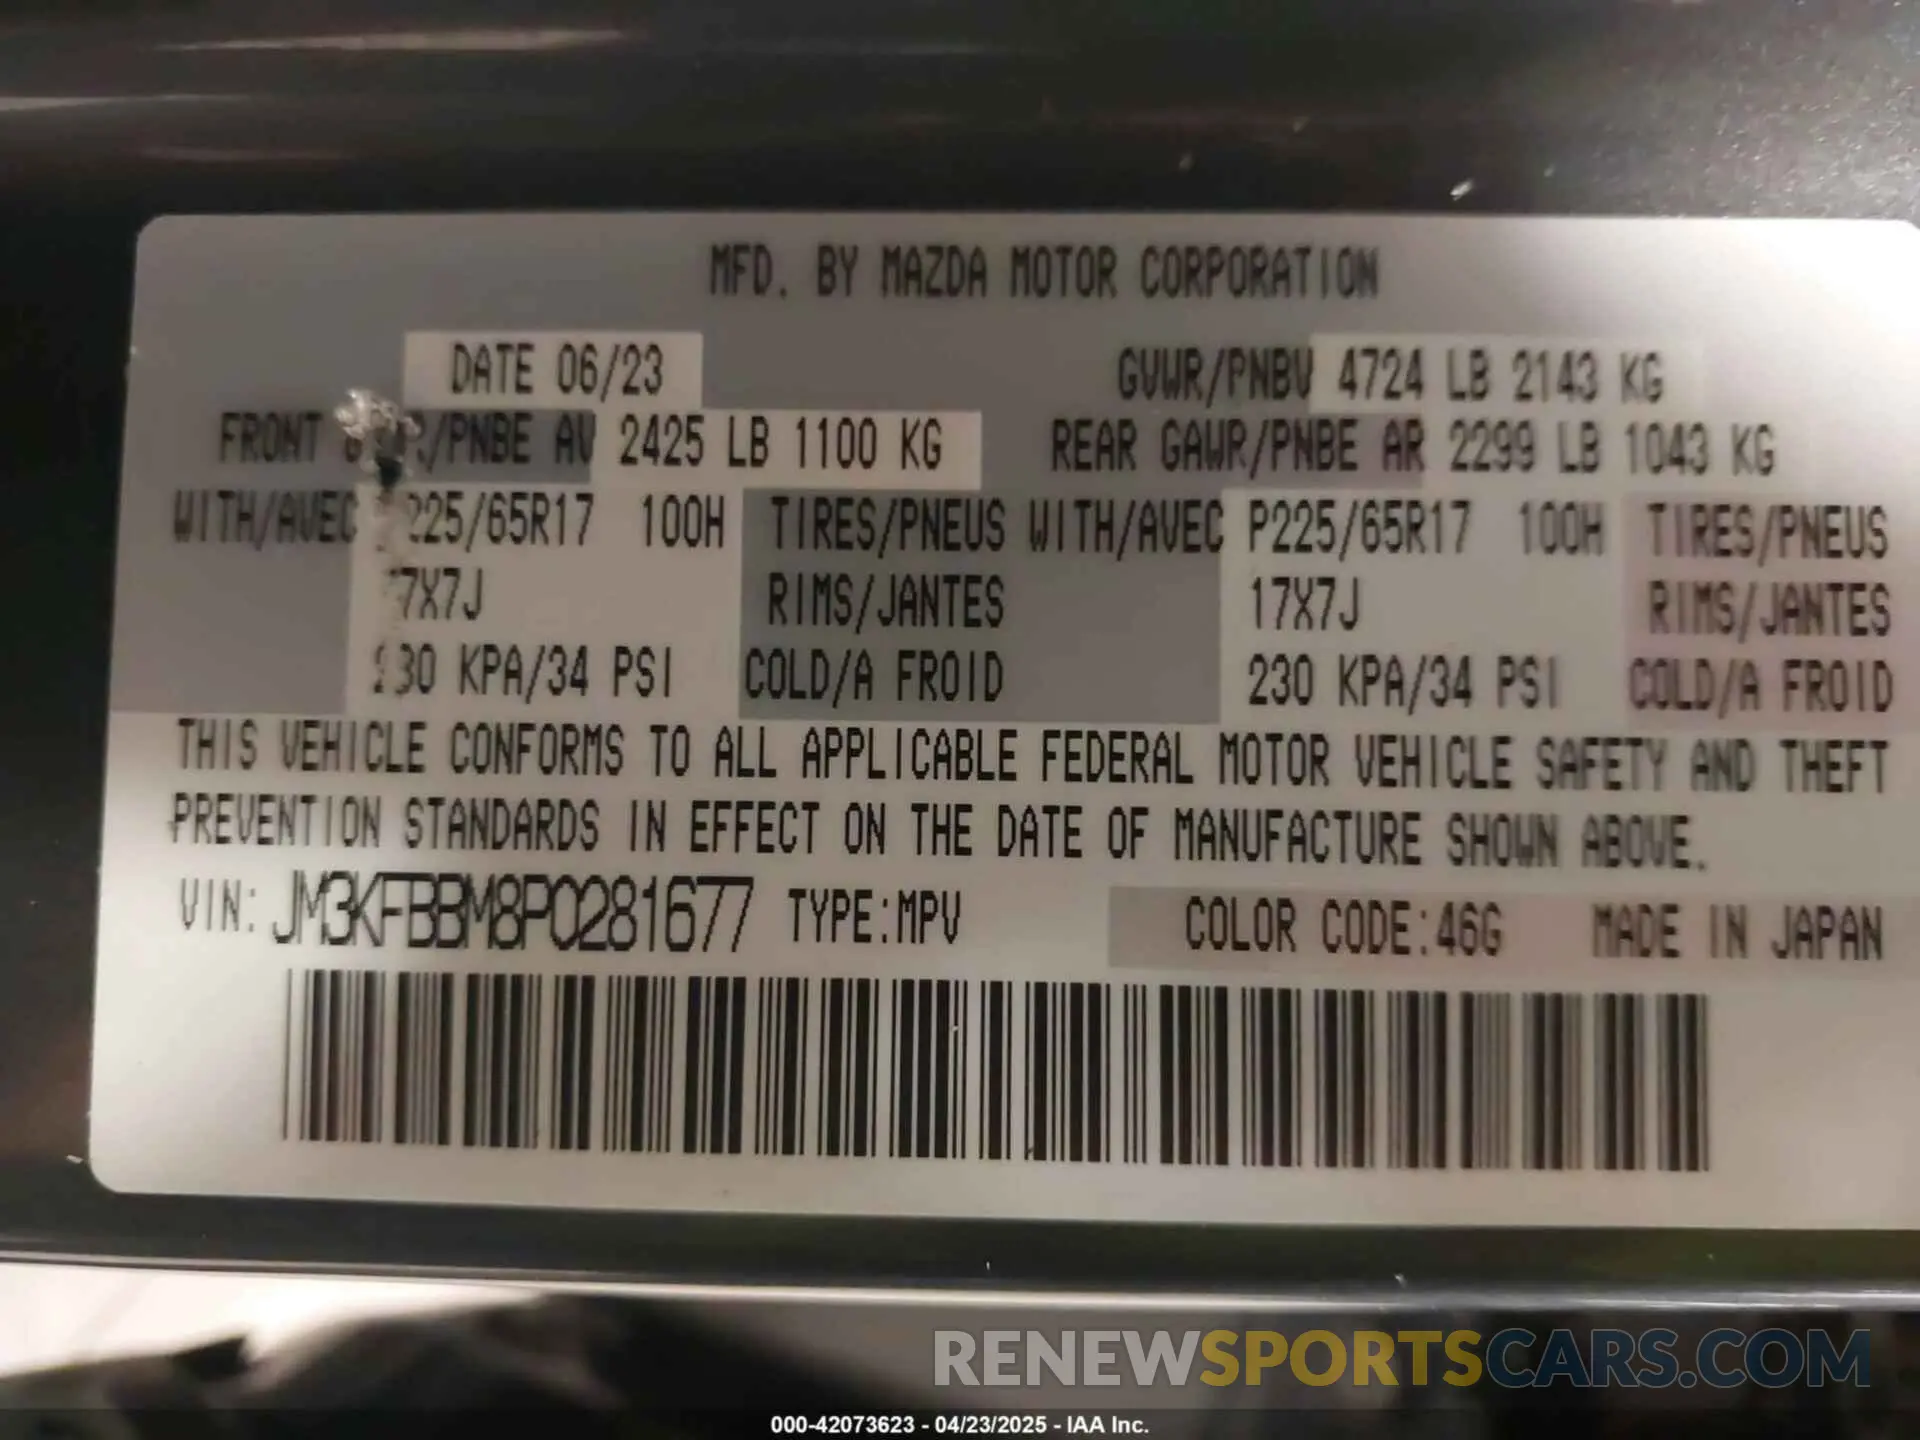 MFD. BY MAZDA MOTOR CORPORATION
DATE 06/23 GVWR/PNBV 4724 LB 2143 KG
FRONT AV 2425 LB 1100 KG REAR GAWR/PNBE AR 2299 LB 1043 KG
WITH/AVEC 225/65R17 100H TIRES/PNEUS WITH/AVEC P225/65R17 100H TIRES/PNEUS
7X7J RIMS/JANTES 17X7J RIMS/JANTES
230 KPA/34 PSI COLD/A FROID 230 KPA/34 PSI COLD/A FROID
THIS VEHICLE CONFORMS TO ALL APPLICABLE FEDERAL MOTOR VEHICLE SAFETY AND THEFT
PREVENTION STANDARDS IN EFFECT ON THE DATE OF MANUFACTURE SHOWN ABOVE.
VIN: JM3KFBBM8P0281677 TYPE:MPV COLOR CODE:46G MADE IN JAPAN
RENEWSPORTSCARS.COM
000-42073623 - 04/23/2025 - IAA Inc.